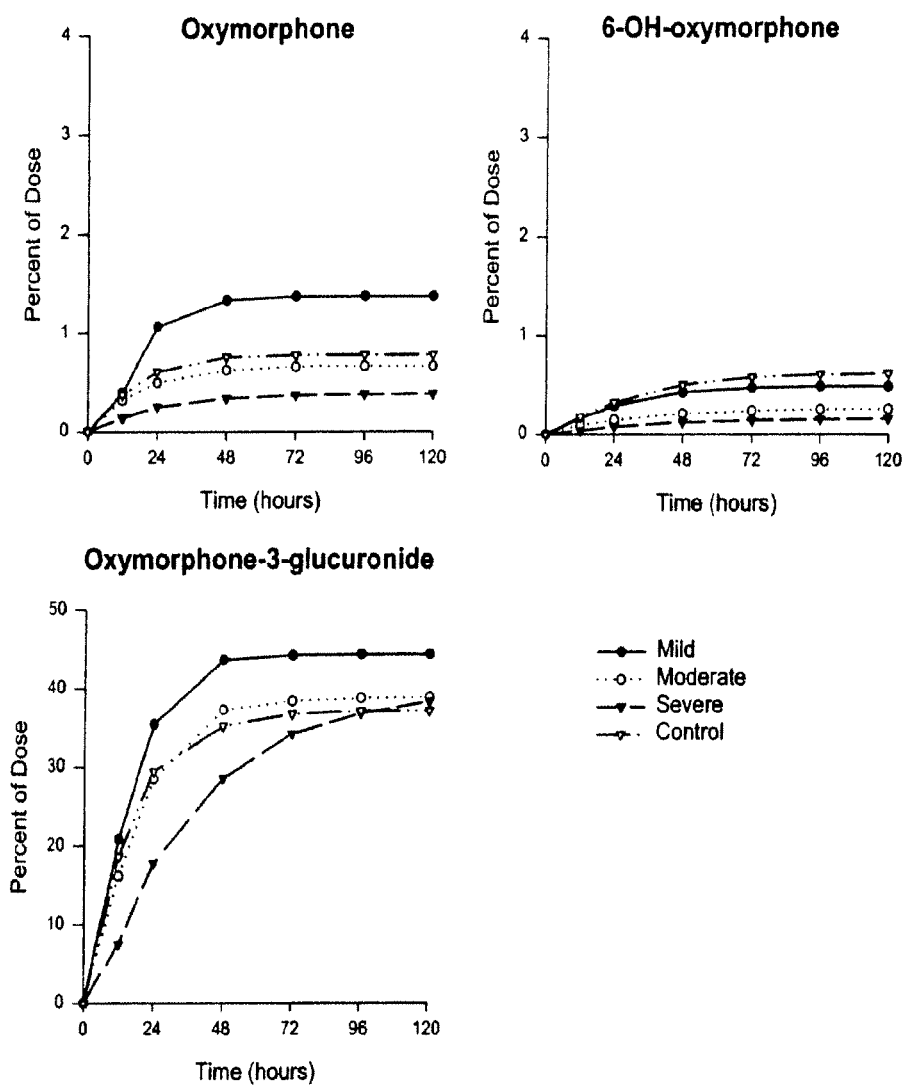 Oxymorphone
4
3
2
1
0
Percent of Dose
0 24 48 72 96 120
Time (hours)
6-OH-oxymorphone
4
3
2
1
0
Percent of Dose
0 24 48 72 96 120
Time (hours)
Oxymorphone-3-glucuronide
50
40
30
20
10
0
Percent of Dose
0 24 48 72 96 120
Time (hours)
Mild
Moderate
Severe
Control